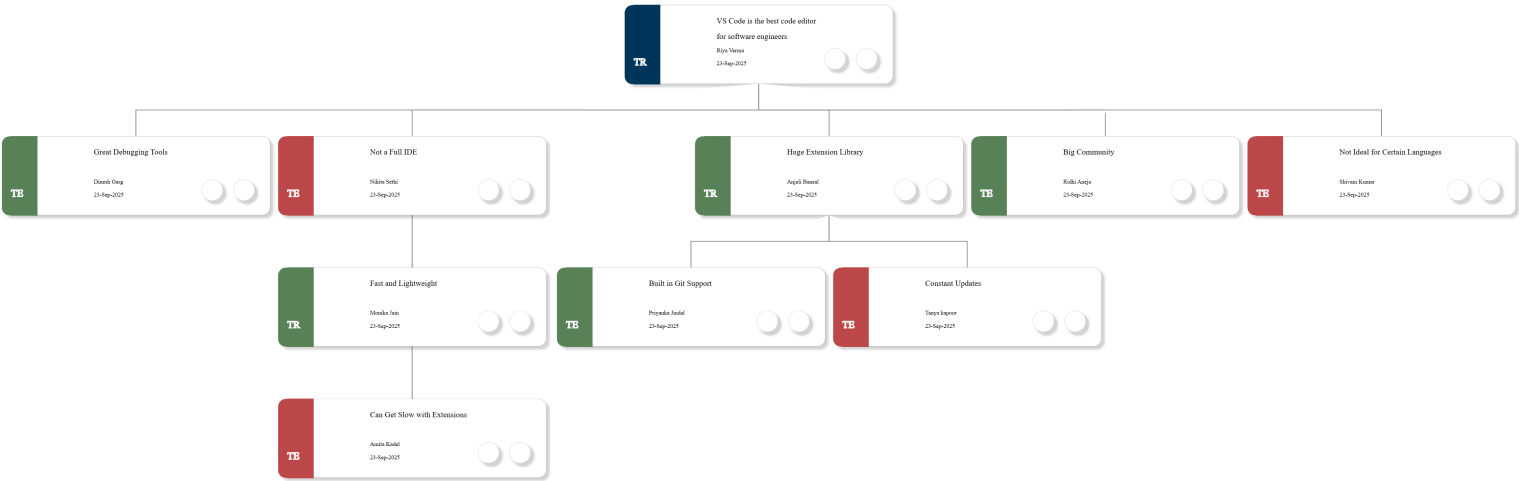 VS Code is the best code editor
for software engineers
Riya Verma
23-Sep-2025
TR
Great Debugging Tools
Dinesh Garg
23-Sep-2025
TE
Not a Full IDE
Nikita Sethi
23-Sep-2025
TE
Huge Extension Library
Anjali Bansal
23-Sep-2025
TR
Big Community
Ridhi Aneja
23-Sep-2025
TE
Not Ideal for Certain Languages
Shivam Kumar
23-Sep-2025
TE
Fast and Lightweight
Monika Jain
23-Sep-2025
TR
Built in Git Support
Priyanka Jindal
23-Sep-2025
TE
Constant Updates
Tanya kapoor
23-Sep-2025
TE
Can Get Slow with Extensions
Amita
23-Sep-2025
TE